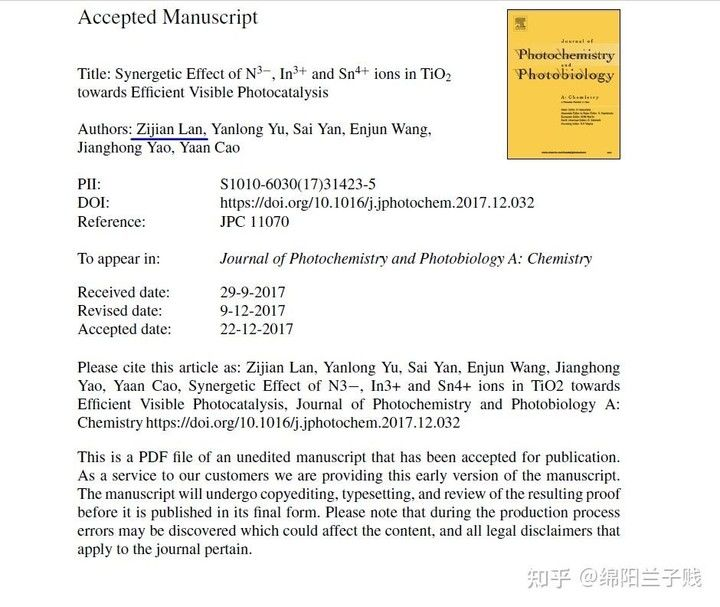 Accepted Manuscript
Title: Synergetic Effect of N³⁻, In³⁺ and Sn⁴⁺ ions in TiO₂
towards Efficient Visible Photocatalysis
Authors: Zijian Lan, Yanlong Yu, Sai Yan, Enjun Wang,
Jianghong Yao, Yaan Cao
Journal of
Photochemistry
and
Photobiology
A: Chemistry
PII: S1010-6030(17)31423-5
DOI: https://doi.org/10.1016/j.jphotochem.2017.12.032
Reference: JPC 11070
To appear in: Journal of Photochemistry and Photobiology A: Chemistry
Received date: 29-9-2017
Revised date: 9-12-2017
Accepted date: 22-12-2017
Please cite this article as: Zijian Lan, Yanlong Yu, Sai Yan, Enjun Wang, Jianghong
Yao, Yaan Cao, Synergetic Effect of N3−, In3+ and Sn4+ ions in TiO2 towards
Efficient Visible Photocatalysis, Journal of Photochemistry and Photobiology A:
Chemistry https://doi.org/10.1016/j.jphotochem.2017.12.032
This is a PDF file of an unedited manuscript that has been accepted for publication.
As a service to our customers we are providing this early version of the manuscript.
The manuscript will undergo copyediting, typesetting, and review of the resulting proof
before it is published in its final form. Please note that during the production process
errors may be discovered which could affect the content, and all legal disclaimers that
apply to the journal pertain.
知乎 @绵阳兰子贱